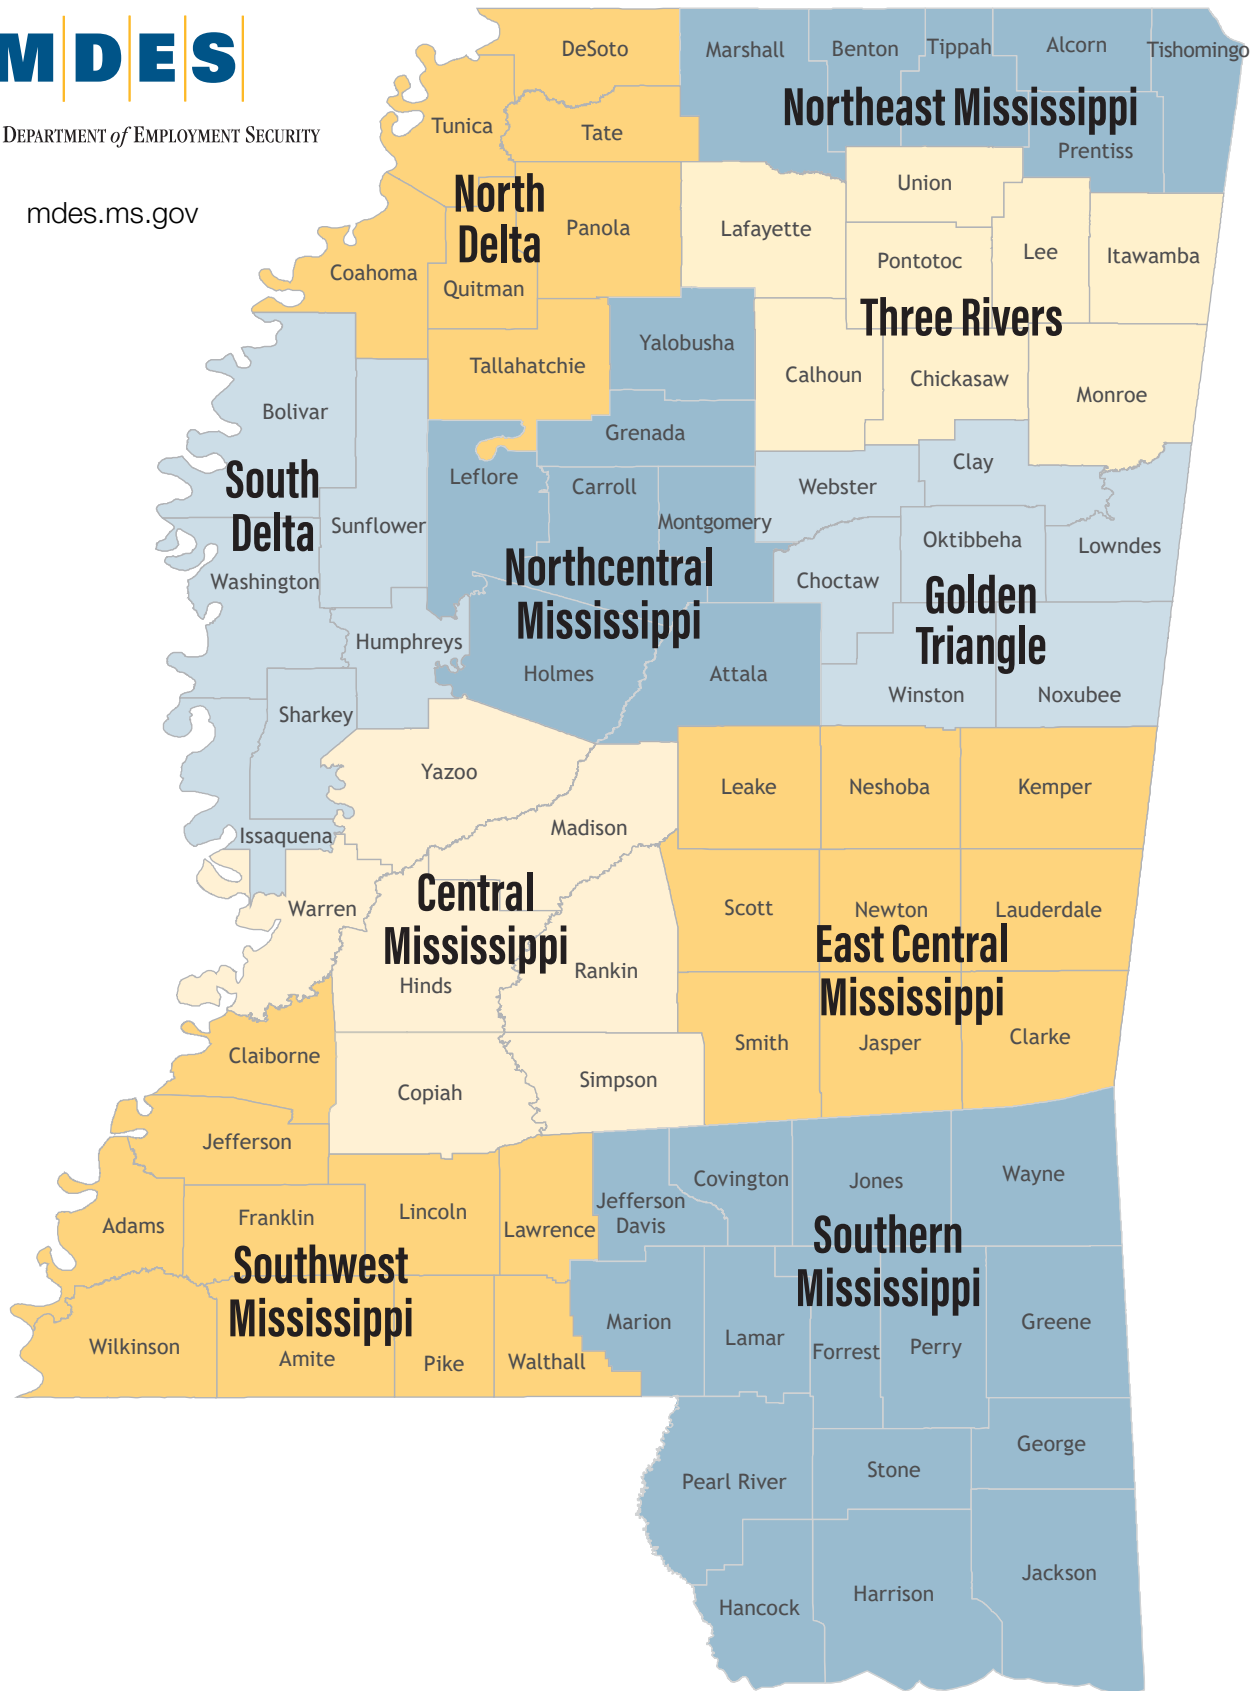 MDES
DEPARTMENT of EMPLOYMENT SECURITY
mdes.ms.gov
DeSoto
Marshall
Benton
Tippah
Alcorn
Tishomingo
Northeast Mississippi
Tunica
Tate
Prentiss
North
Delta
Panola
Union
Lafayette
Coahoma
Quitman
Pontotoc
Lee
Itawamba
Three Rivers
Yalobusha
Tallahatchie
Calhoun
Chickasaw
Monroe
Bolivar
Grenada
Clay
South
Delta
Leflore
Carroll
Webster
Sunflower
Montgomery
Oktibbeha
Lowndes
Washington
Northcentral
Mississippi
Choctaw
Golden
Triangle
Humphreys
Holmes
Attala
Winston
Noxubee
Sharkey
Yazoo
Leake
Neshoba
Kemper
Issaquena
Madison
Warren
Central
Mississippi
Scott
Newton
Lauderdale
East Central
Mississippi
Hinds
Rankin
Claiborne
Smith
Jasper
Clarke
Copiah
Simpson
Jefferson
Covington
Jones
Wayne
Adams
Franklin
Lincoln
Lawrence
Jefferson
Davis
Southwest
Mississippi
Southern
Mississippi
Wilkinson
Amite
Pike
Walthall
Marion
Lamar
Forrest
Perry
Greene
George
Pearl River
Stone
Hancock
Harrison
Jackson